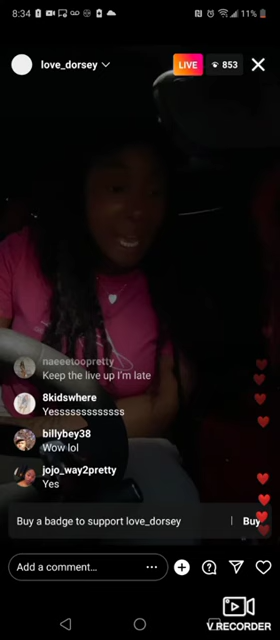 8:34
11%
love_dorsey
LIVE
853
naeeetoopretty
Keep the live up I'm late
8kidswhere
Yesssssssssssss
billybey38
Wow lol
jojo_way2pretty
Yes
Buy a badge to support love_dorsey
Buy
Add a comment...
V RECORDER